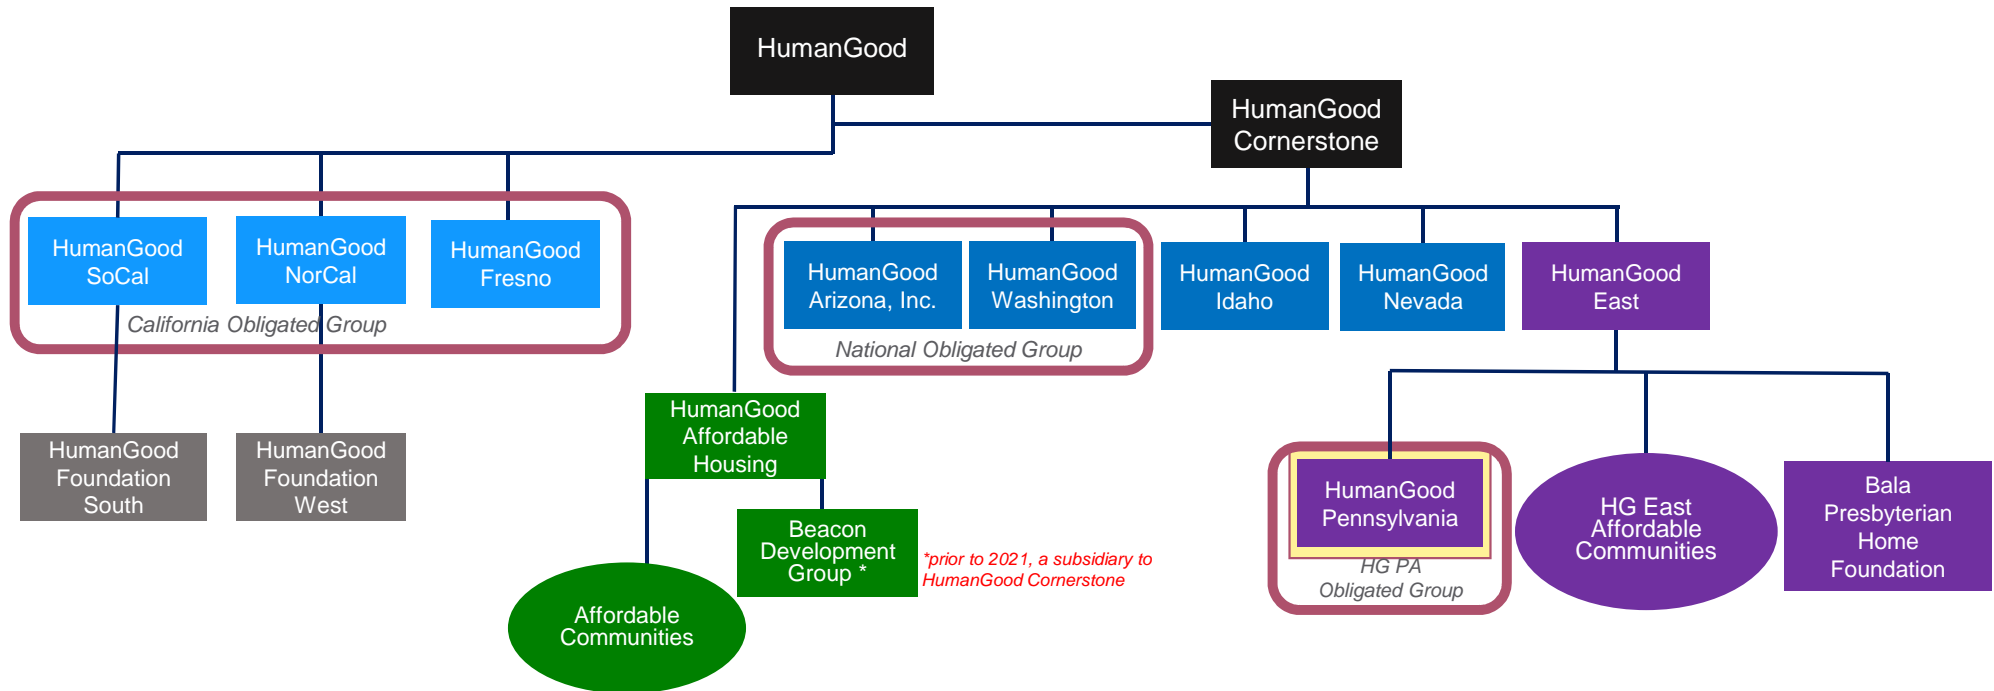 HumanGood
HumanGood
Cornerstone
HumanGood
SoCal
HumanGood
NorCal
HumanGood
Fresno
California Obligated Group
HumanGood
Arizona, Inc.
HumanGood
Washington
National Obligated Group
HumanGood
Idaho
HumanGood
Nevada
HumanGood
East
HumanGood
Foundation
South
HumanGood
Foundation
West
HumanGood
Affordable
Housing
Beacon
Development
Group *
*prior to 2021, a subsidiary to
HumanGood Cornerstone
Affordable
Communities
HumanGood
Pennsylvania
HG PA
Obligated Group
HG East
Affordable
Communities
Bala
Presbyterian
Home
Foundation